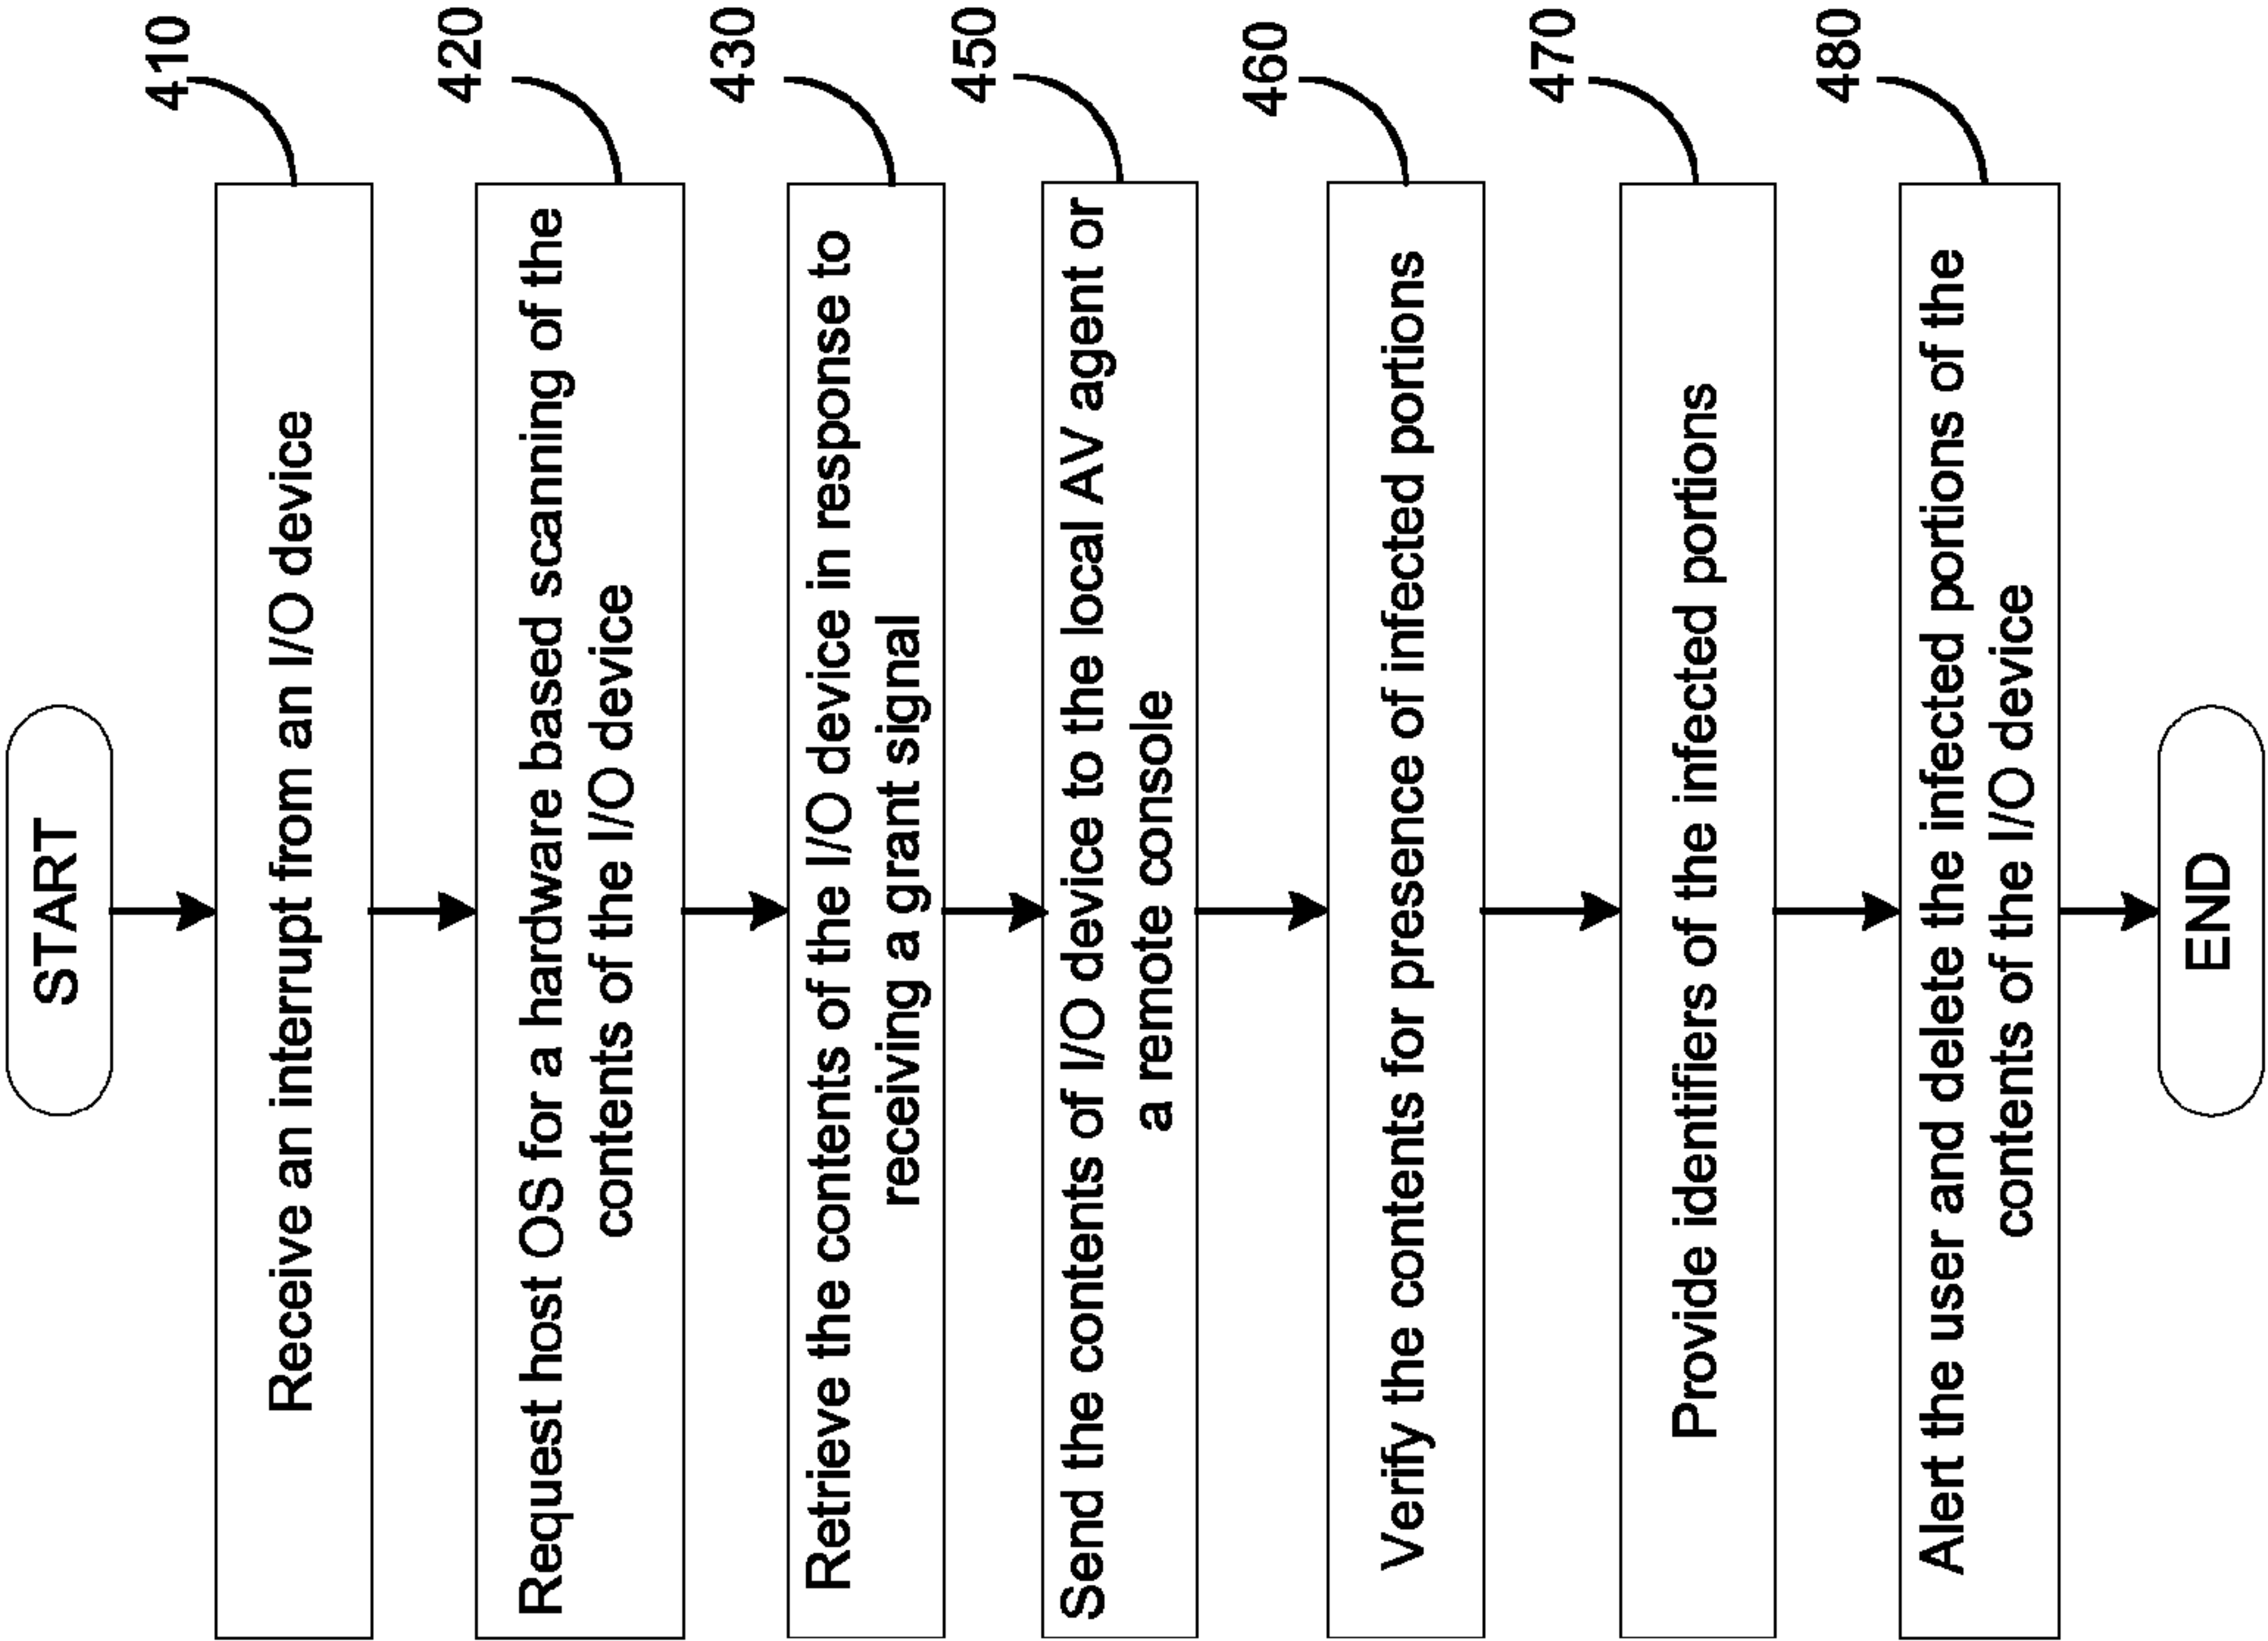 START
Receive an interrupt from an I/O device
410
Request host OS for a hardware based scanning of the
contents of the I/O device
420
Retrieve the contents of the I/O device in response to
receiving a grant signal
430
Send the contents of I/O device to the local AV agent or
a remote console
450
Verify the contents for presence of infected portions
460
Provide identifiers of the infected portions
470
Alert the user and delete the infected portions of the
contents of the I/O device
480
END